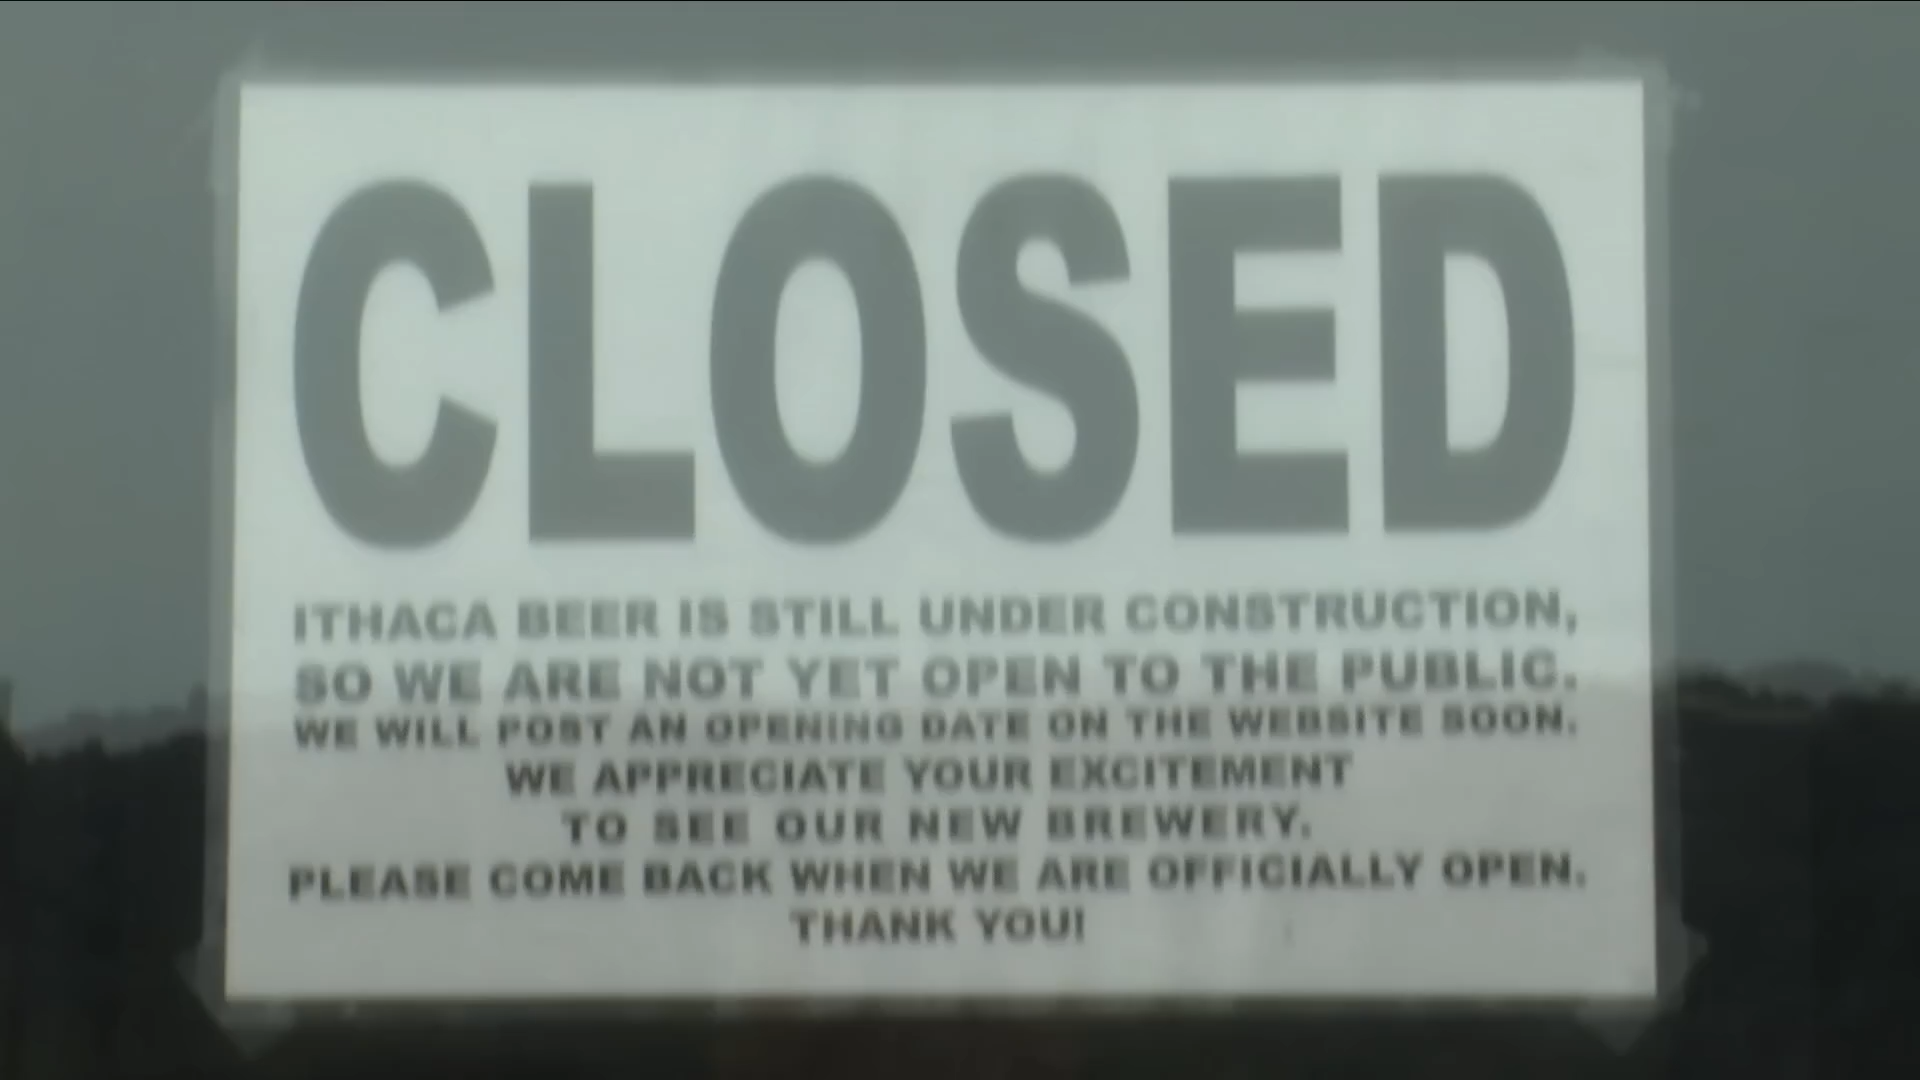 CLOSED
ITHACA BEER IS STILL UNDER CONSTRUCTION,
SO WE ARE NOT YET OPEN TO THE PUBLIC.
WE WILL POST AN OPENING DATE ON THE WEBSITE SOON.
WE APPRECIATE YOUR EXCITEMENT
TO SEE OUR NEW BREWERY.
PLEASE COME BACK WHEN WE ARE OFFICIALLY OPEN.
THANK YOU!